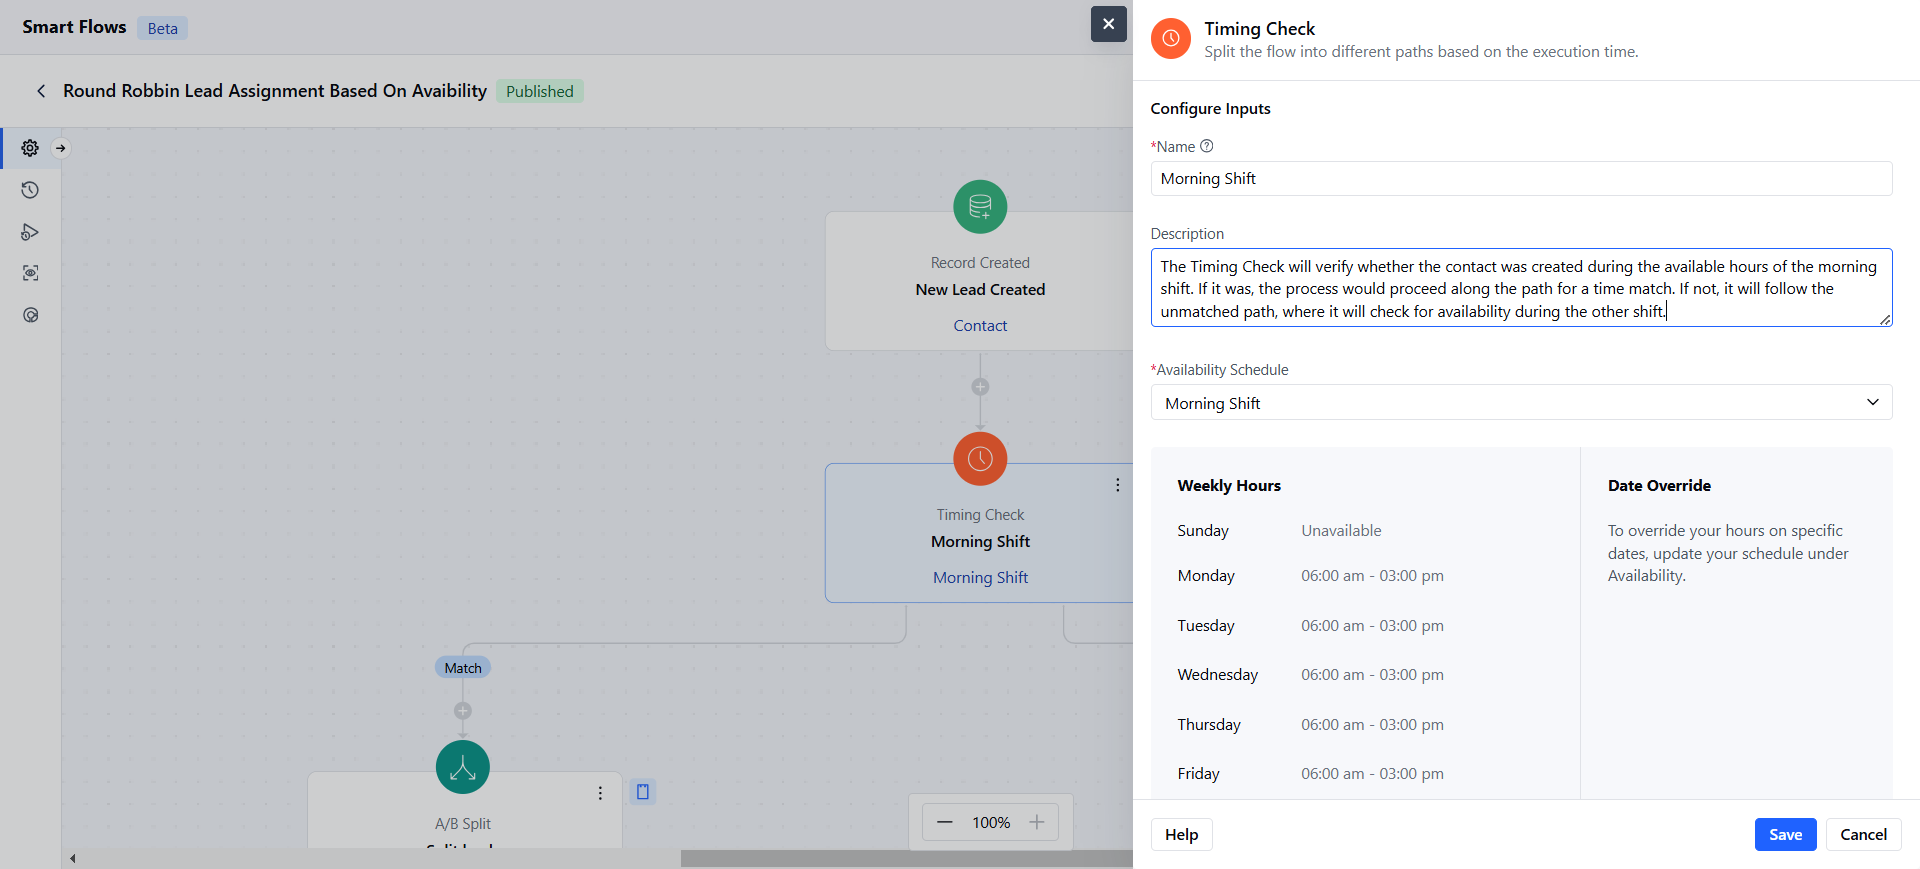 Smart Flows Beta
Round Robbin Lead Assignment Based On Avaibility Published
Record Created
New Lead Created
Contact
Timing Check
Morning Shift
Morning Shift
Match
A/B Split
100%
Timing Check
Split the flow into different paths based on the execution time.
Configure Inputs
*Name
Morning Shift
Description
The Timing Check will verify whether the contact was created during the available hours of the morning
shift. If it was, the process would proceed along the path for a time match. If not, it will follow the
unmatched path, where it will check for availability during the other shift.
*Availability Schedule
Morning Shift
Weekly Hours
Sunday Unavailable
Monday 06:00 am - 03:00 pm
Tuesday 06:00 am - 03:00 pm
Wednesday 06:00 am - 03:00 pm
Thursday 06:00 am - 03:00 pm
Friday 06:00 am - 03:00 pm
Date Override
To override your hours on specific
dates, update your schedule under
Availability.
Help
Save
Cancel